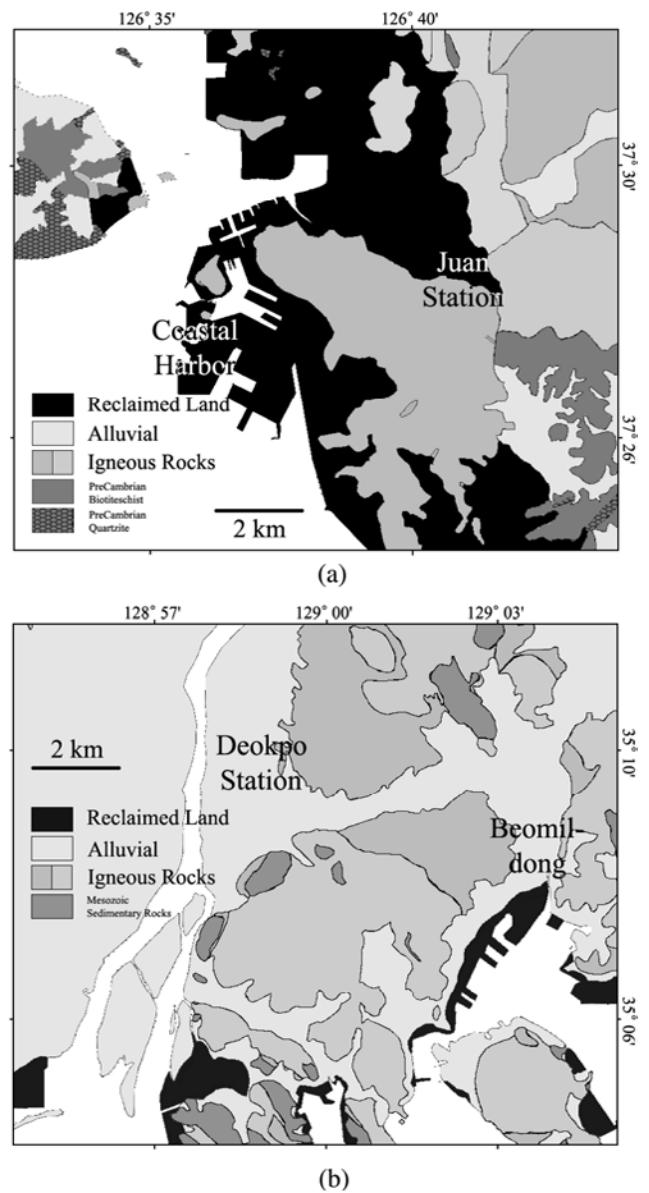 126° 35'
126° 40'
37° 30'
Juan
Station
Coastal
Harbor
Reclaimed Land
Alluvial
Igneous Rocks
PreCambrian
Biotiteschist
PreCambrian
Quartzite
2 km
37° 26'
(a)
128° 57'
129° 00'
129° 03'
2 km
Deokpo
Station
35° 10'
Reclaimed Land
Alluvial
Igneous Rocks
Mesozoic
Sedimentary Rocks
Beomil-
dong
35° 06'
(b)